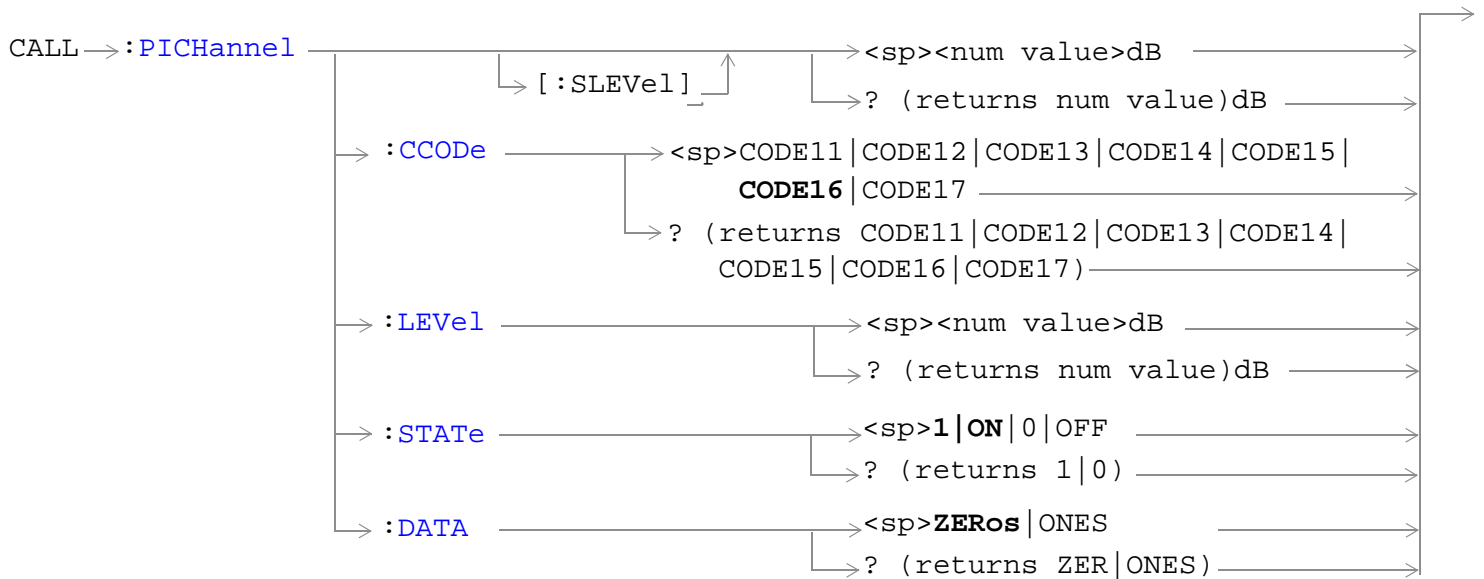 CALL :PICHannel <sp><num value>dB
[:SLEVel]
? (returns num value)dB
:CCODe <sp>CODE11|CODE12|CODE13|CODE14|CODE15|
CODE16|CODE17
? (returns CODE11|CODE12|CODE13|CODE14|
CODE15|CODE16|CODE17)
:LEVel <sp><num value>dB
? (returns num value)dB
:STATe <sp>1|ON|0|OFF
? (returns 1|0)
:DATA <sp>ZERos|ONES
? (returns ZER|ONES)